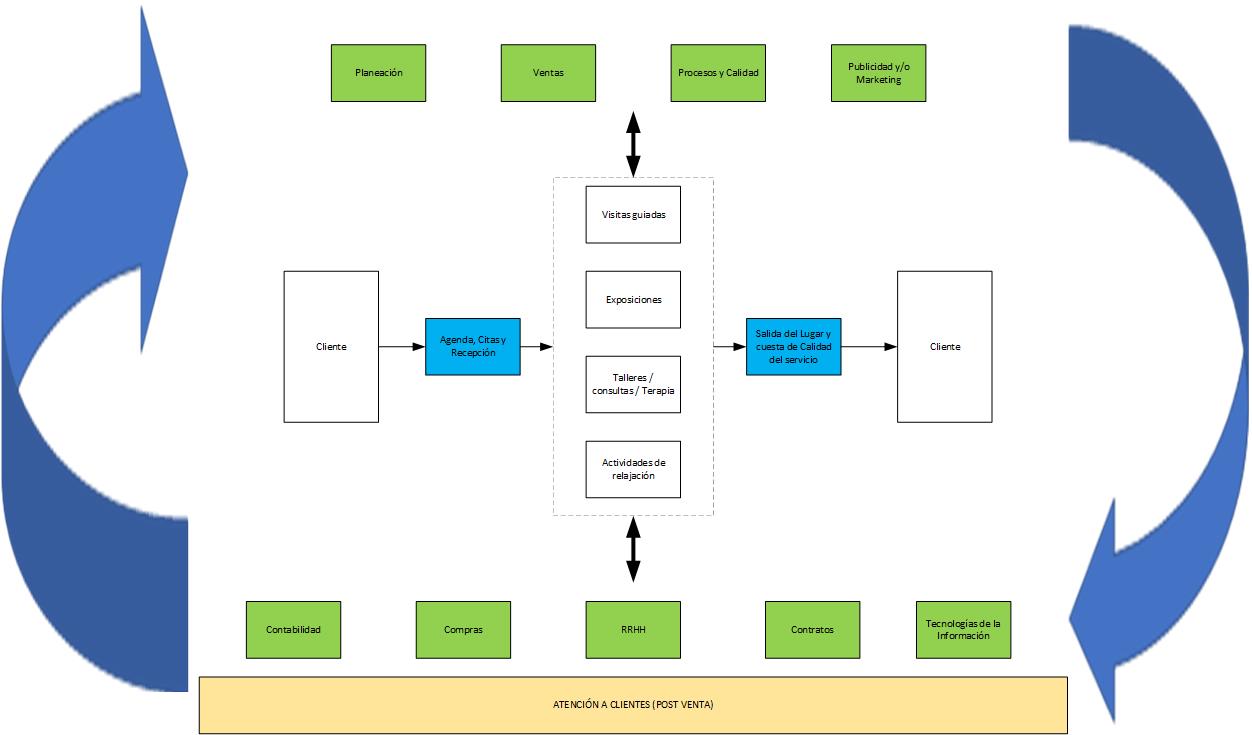 Planeación
Ventas
Procesos y Calidad
Publicidad y/o
Marketing
Visitas guiadas
Exposiciones
Talleres /
consultas / Terapia
Actividades de
relajación
Cliente
Agenda, Citas y
Recepción
Salida del Lugar y
cuesta de Calidad
del servicio
Cliente
Contabilidad
Compras
RRHH
Contratos
Tecnologías de la
Información
ATENCIÓN A CLIENTES (POST VENTA)